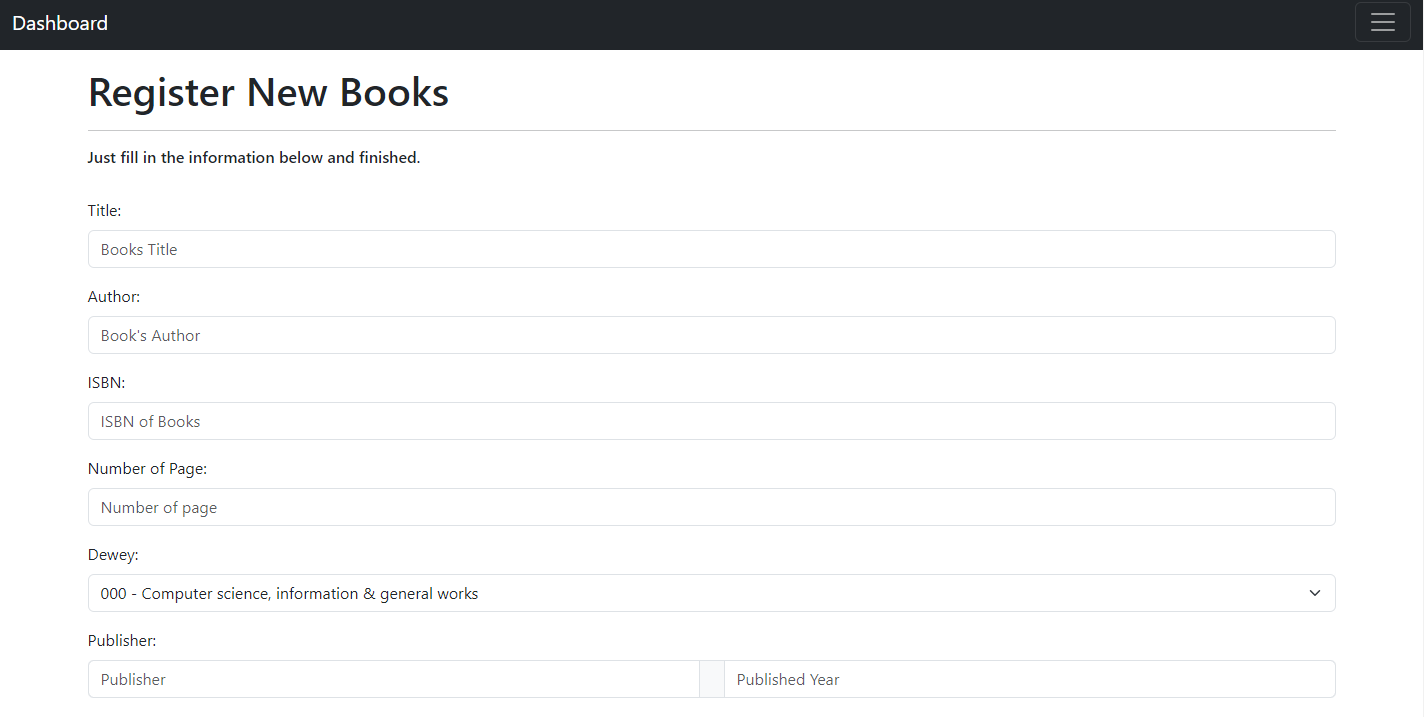 Dashboard
Register New Books
Just fill in the information below and finished.
Title:
Books Title
Author:
Book's Author
ISBN:
ISBN of Books
Number of Page:
Number of page
Dewey:
000 - Computer science, information & general works
Publisher:
Publisher Published Year